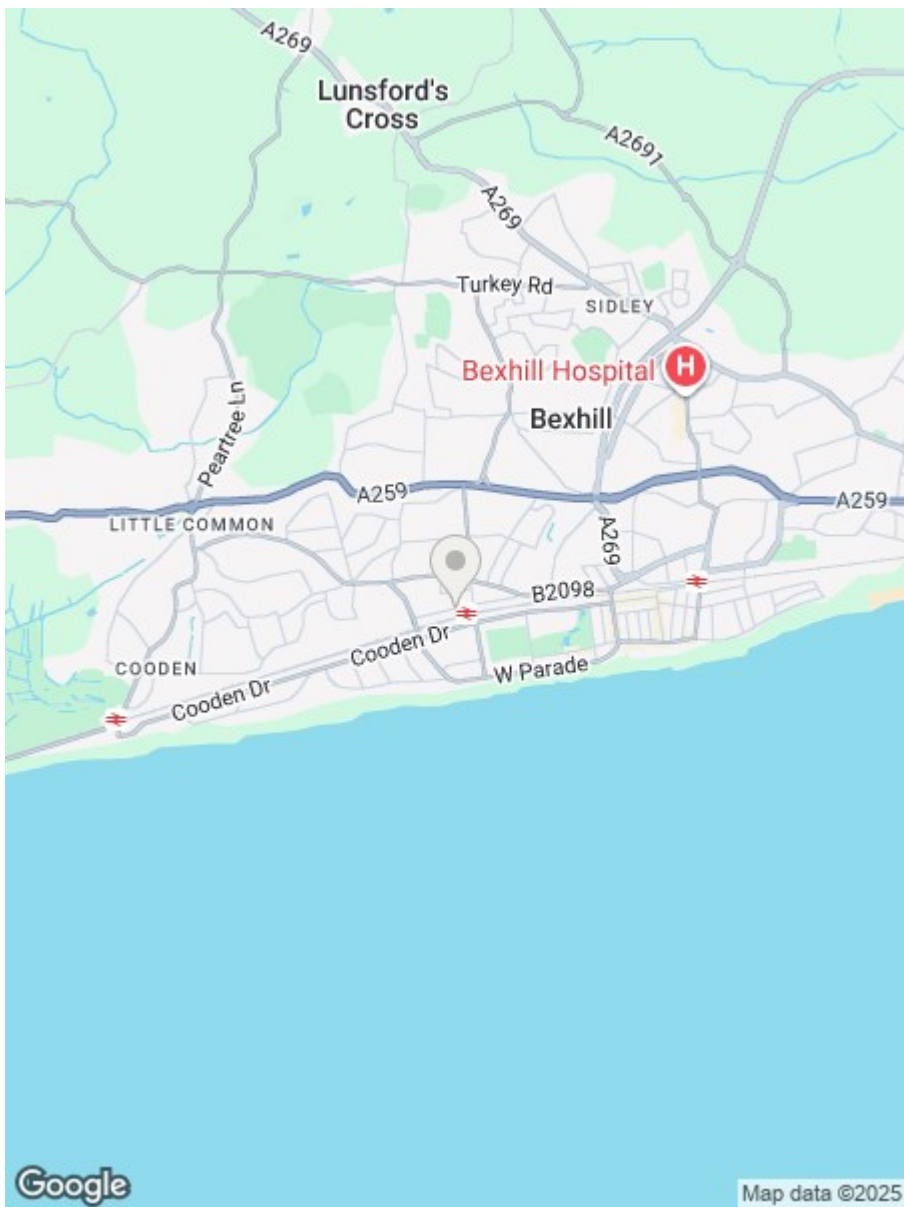 A269
Lunsford's
Cross
A2691
A269
Turkey Rd
SIDLEY
Bexhill Hospital
H
Bexhill
Peartree Ln
A259
A259
LITTLE COMMON
A269
B2098
Cooden Dr
W Parade
COODEN
Cooden Dr
Google
Map data ©2025